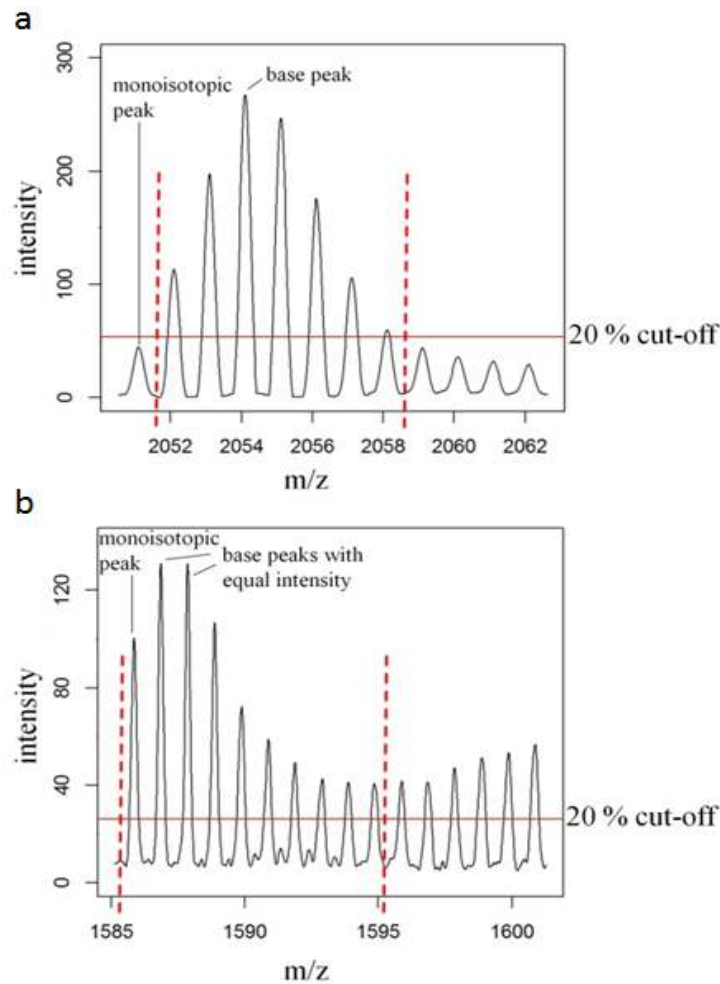 a
300
200
100
0
intensity
monoisotopic
peak
base peak
20 % cut-off
2052 2054 2056 2058 2060 2062
m/z
b
120
80
40
0
intensity
monoisotopic
peak
base peaks with
equal intensity
20 % cut-off
1585 1590 1595 1600
m/z